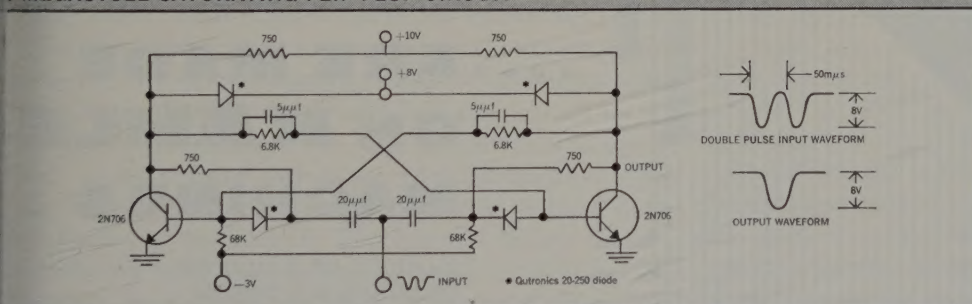 750
+10V
750
+8V
*
*
5µµf
5µµf
6.8K
6.8K
50mµs
8V
DOUBLE PULSE INPUT WAVEFORM
750
750
OUTPUT
20µµf
20µµf
*
*
2N706
2N706
68K
68K
8V
OUTPUT WAVEFORM
—3V
INPUT
* Qutronics 20-250 diode